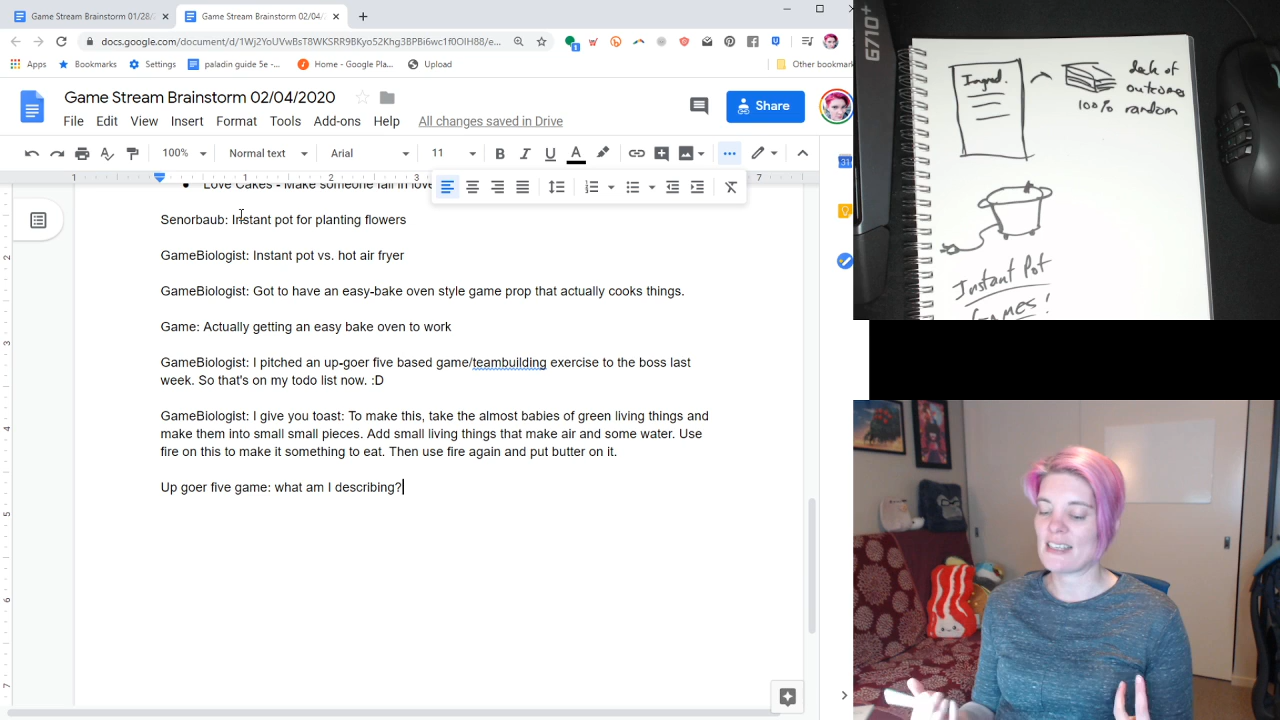 Game Stream Brainstorm 01/28/
Game Stream Brainstorm 02/04/
docs.google.com/document/d/1Wj2YoUVwBsT8WKSRR9BKyo52Khg3BPBi6wc1f0OIH88/e...
Apps
Bookmarks
Settin
paladin guide 5e -...
Home - Google Pla...
Upload
Other bookmark
Game Stream Brainstorm 02/04/2020
File Edit View Insert Format Tools Add-ons Help All changes saved in Drive
Share
100% Normal text Arial 11
Love Cakes - Make someone fall in love
Senorbaub: Instant pot for planting flowers
GameBiologist: Instant pot vs. hot air fryer
GameBiologist: Got to have an easy-bake oven style game prop that actually cooks things.
Game: Actually getting an easy bake oven to work
GameBiologist: I pitched an up-goer five based game/teambuilding exercise to the boss last
week. So that's on my todo list now. :D
GameBiologist: I give you toast: To make this, take the almost babies of green living things and
make them into small small pieces. Add small living things that make air and some water. Use
fire on this to make it something to eat. Then use fire again and put butter on it.
Up goer five game: what am I describing?
G710+
Ingred.
deck of
outcomes
100% random
Instant Pot
Games!